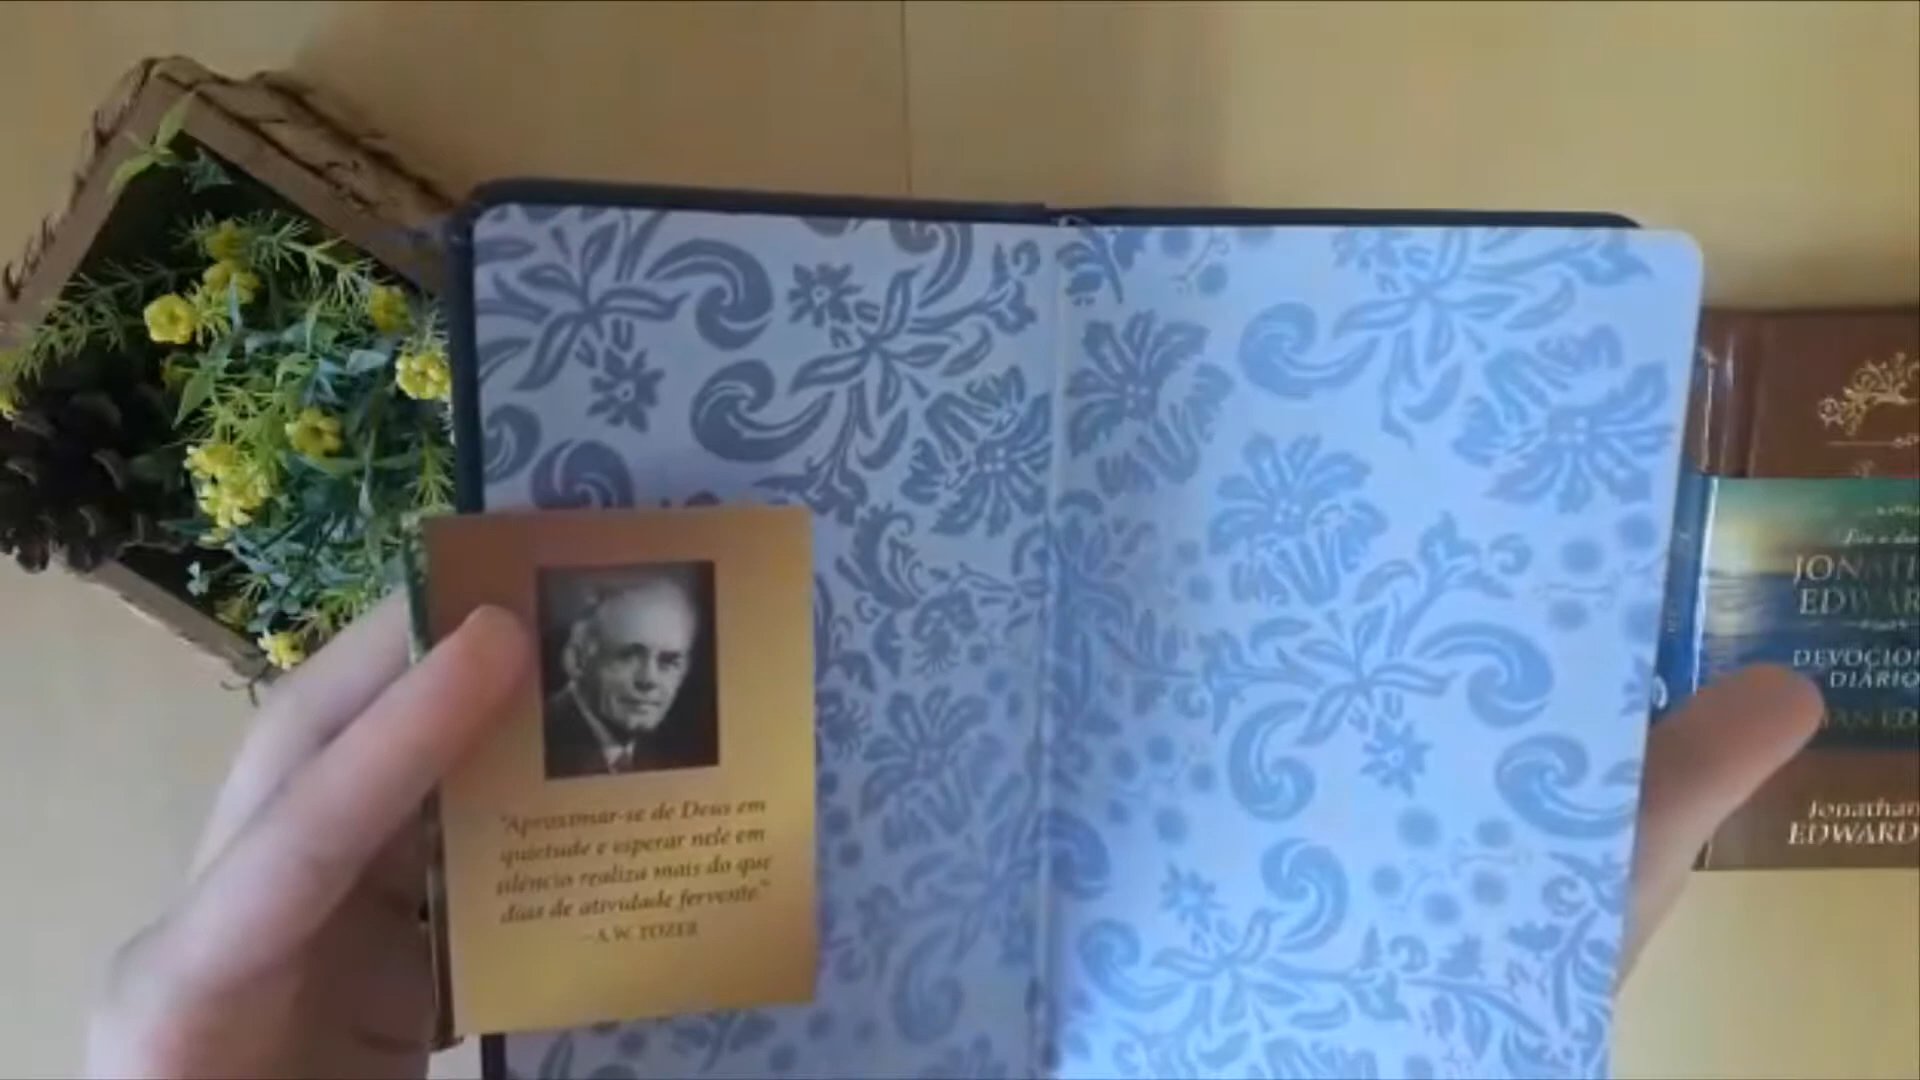 "Aproximar-se de Deus em
quietude e esperar nele em
silêncio realiza mais do que
dias de atividade fervente."
—A.W. TOZER
EDWAR
DEVOCION
DIÁRIO
Jonathan
EDWARD